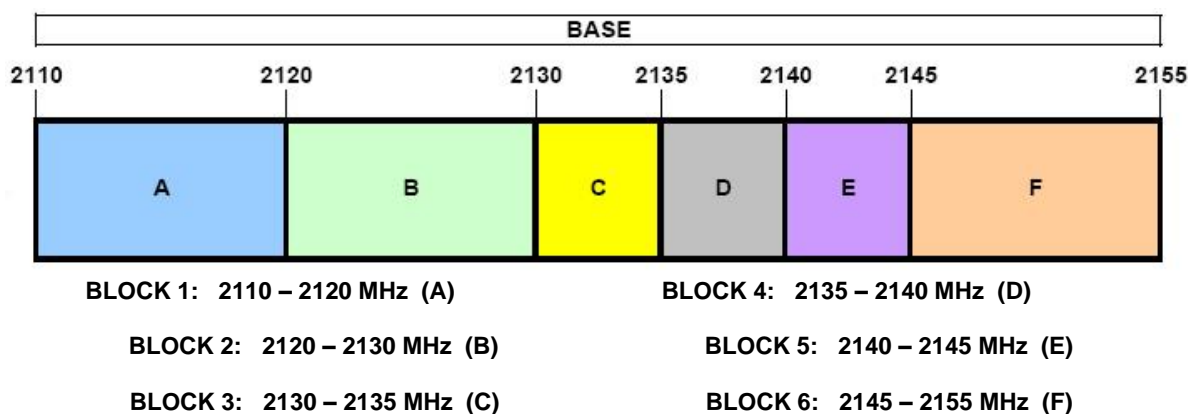 BASE
2110 2120 2130 2135 2140 2145 2155
A B C D E F
BLOCK 1: 2110 – 2120 MHz (A) BLOCK 4: 2135 – 2140 MHz (D)
BLOCK 2: 2120 – 2130 MHz (B) BLOCK 5: 2140 – 2145 MHz (E)
BLOCK 3: 2130 – 2135 MHz (C) BLOCK 6: 2145 – 2155 MHz (F)